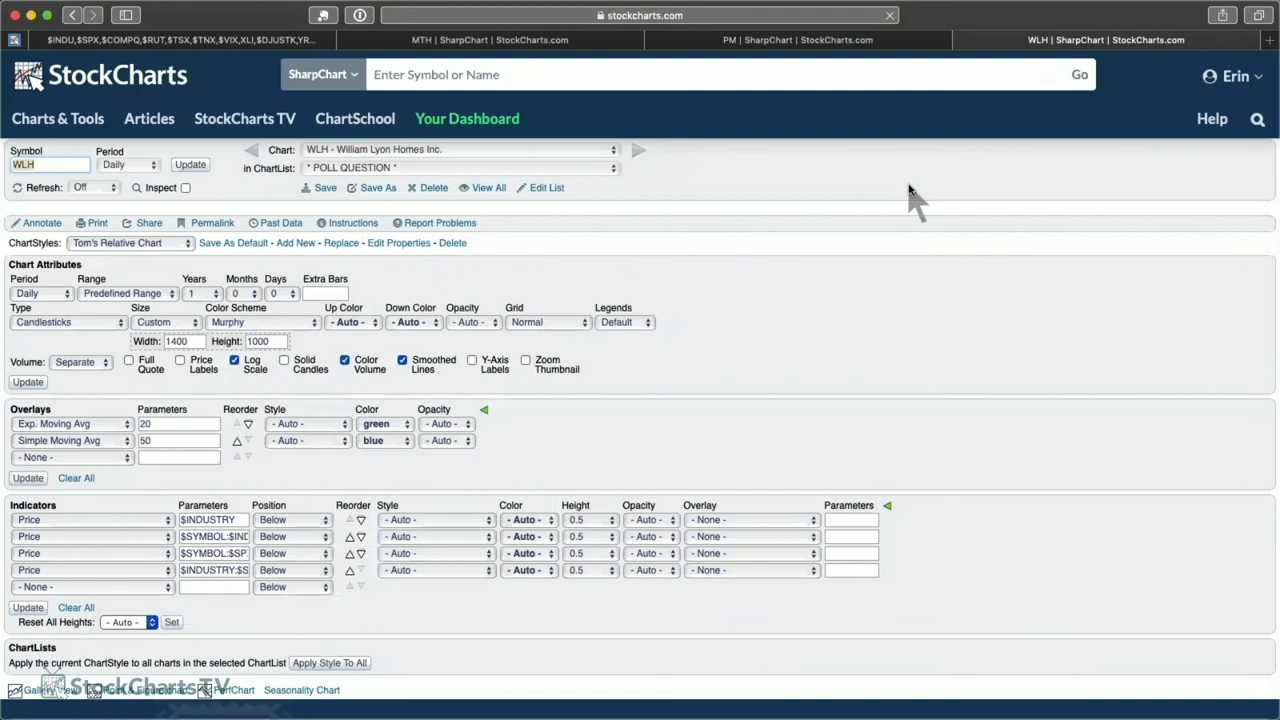 stockcharts.com
$INDU,$SPX,$COMPQ,$RUT,$TSX,$TNX,$VIX,XLI,$DJUSTK,YR...
MTH | SharpChart | StockCharts.com
PM | SharpChart | StockCharts.com
WLH | SharpChart | StockCharts.com
StockCharts
SharpChart
Enter Symbol or Name
Go
Erin
Charts & Tools Articles StockCharts TV ChartSchool Your Dashboard Help
Symbol Period Chart: WLH - William Lyon Homes Inc.
WLH Daily Update in ChartList: * POLL QUESTION *
Refresh: Off Inspect Save Save As Delete View All Edit List
Annotate Print Share Permalink Past Data Instructions Report Problems
ChartStyles: Tom's Relative Chart Save As Default - Add New - Replace - Edit Properties - Delete
Chart Attributes
Period Range Years Months Days Extra Bars
Daily Predefined Range 1 0 0
Type Size Color Scheme Up Color Down Color Opacity Grid Legends
Candlesticks Custom Murphy - Auto - - Auto - - Auto - Normal Default
Width: 1400 Height: 1000
Volume: Separate Full Quote Price Labels Log Scale Solid Candles Color Volume Smoothed Lines Y-Axis Labels Zoom Thumbnail
Update
Overlays Parameters Reorder Style Color Opacity
Exp. Moving Avg 20 - Auto - green - Auto -
Simple Moving Avg 50 - Auto - blue - Auto -
- None -
Update Clear All
Indicators Parameters Position Reorder Style Color Height Opacity Overlay Parameters
Price $INDUSTRY Below - Auto - - Auto - 0.5 - Auto - - None -
Price $SYMBOL:$IND Below - Auto - - Auto - 0.5 - Auto - - None -
Price $SYMBOL:$SP Below - Auto - - Auto - 0.5 - Auto - - None -
Price $INDUSTRY:$S Below - Auto - - Auto - 0.5 - Auto - - None -
- None - Below
Update Clear All
Reset All Heights: - Auto - Set
ChartLists
Apply the current ChartStyle to all charts in the selected ChartList Apply Style To All
StockChartsTV
PerfChart Seasonality Chart